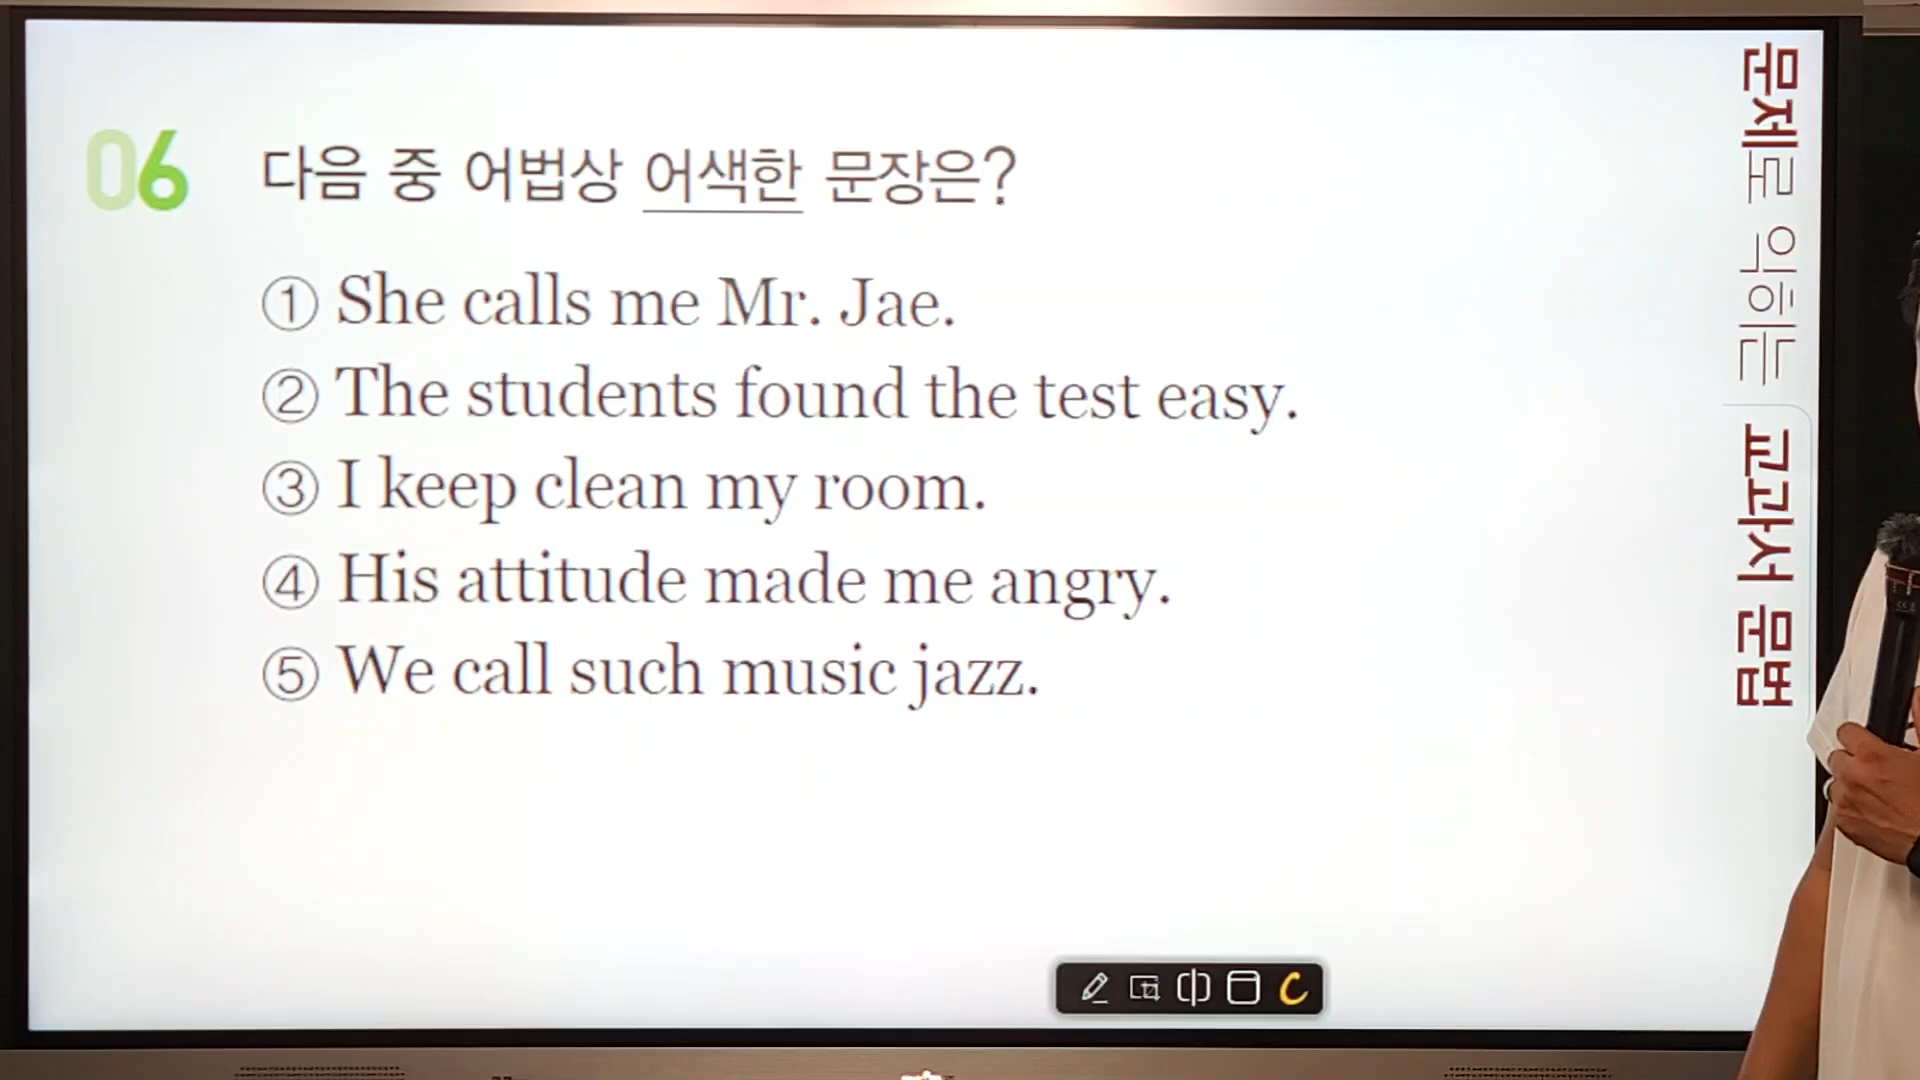 06 다음 중 어법상 어색한 문장은?
① She calls me Mr. Jae.
② The students found the test easy.
③ I keep clean my room.
④ His attitude made me angry.
⑤ We call such music jazz.
문제로 익히는 교과서 문법